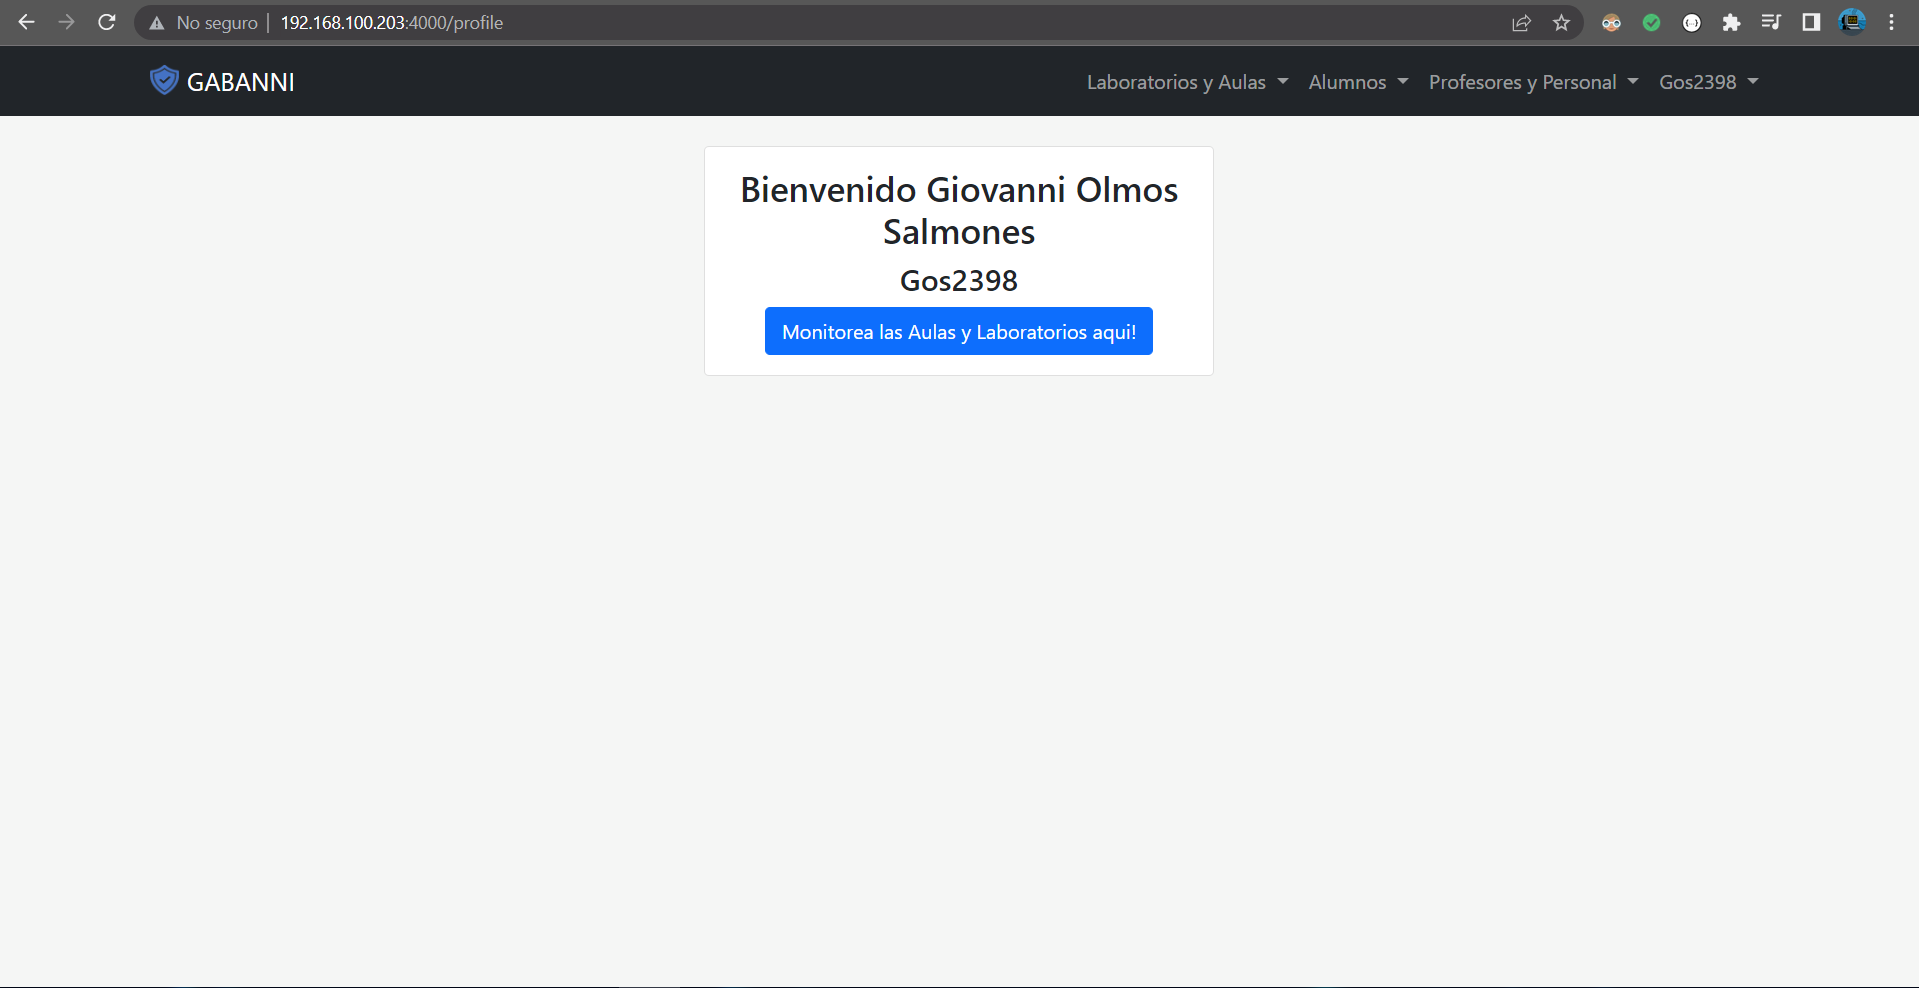 No seguro | 192.168.100.203:4000/profile
GABANNI
Laboratorios y Aulas Alumnos Profesores y Personal Gos2398
Bienvenido Giovanni Olmos
Salmones
Gos2398
Monitorea las Aulas y Laboratorios aqui!